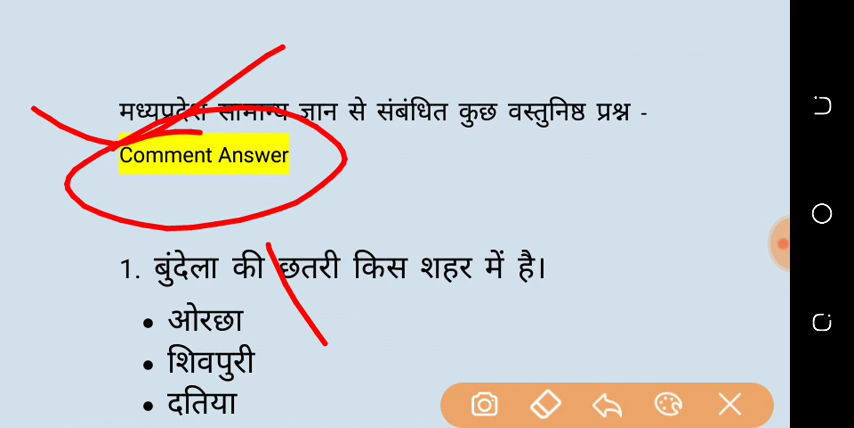 मध्यप्रदेश सामान्य ज्ञान से संबंधित कुछ वस्तुनिष्ठ प्रश्न -
Comment Answer
1. बुंदेला की छतरी किस शहर में है।
• ओरछा
• शिवपुरी
• दतिया